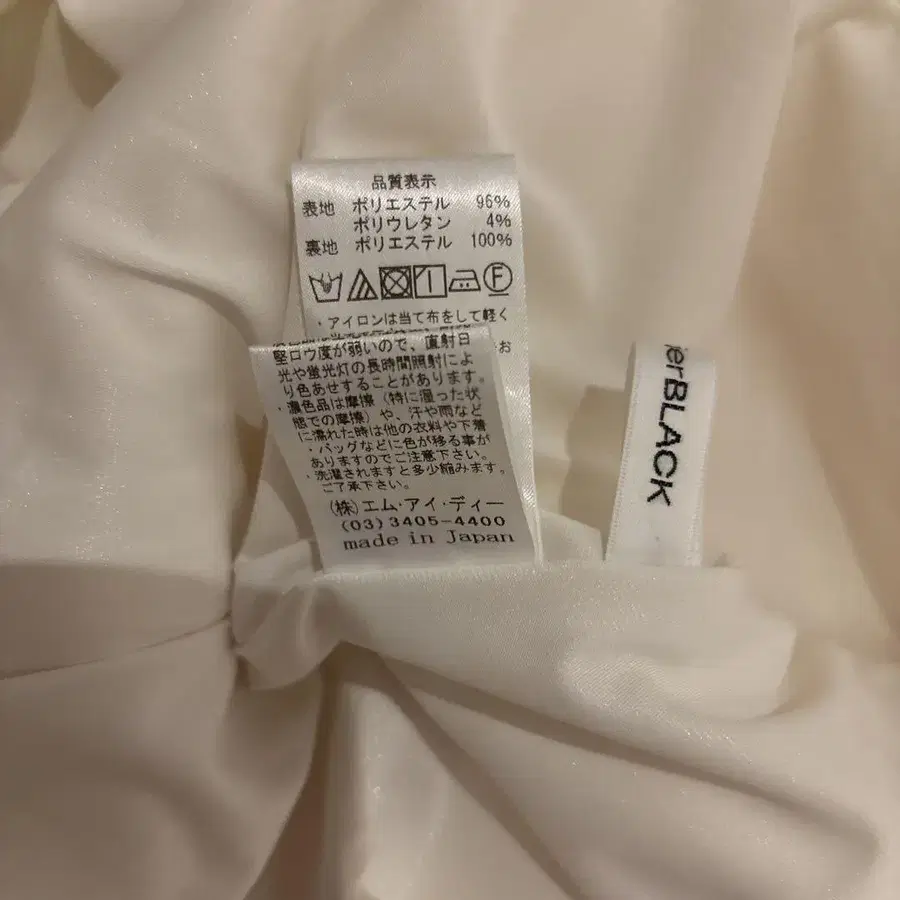 品質表示
表地 ポリエステル 96%
ポリウレタン 4%
裏地 ポリエステル 100%
F
・アイロンは当て布をして軽く
お
堅ロウ度が弱いので、直射日
光や蛍光灯の長時間照射によ
り色あせすることがあります。
・濃色品は摩擦（特に湿った状
態での摩擦）や、汗や雨など
に濡れた時は他の衣料や下着
・バッグなどに色が移る事が
ありますのでご注意下さい。
・洗濯されますと多少縮みます。
ご了承下さい。
(株)エム・アイ・ディー
(03)3405-4400
made in Japan
erBLACK